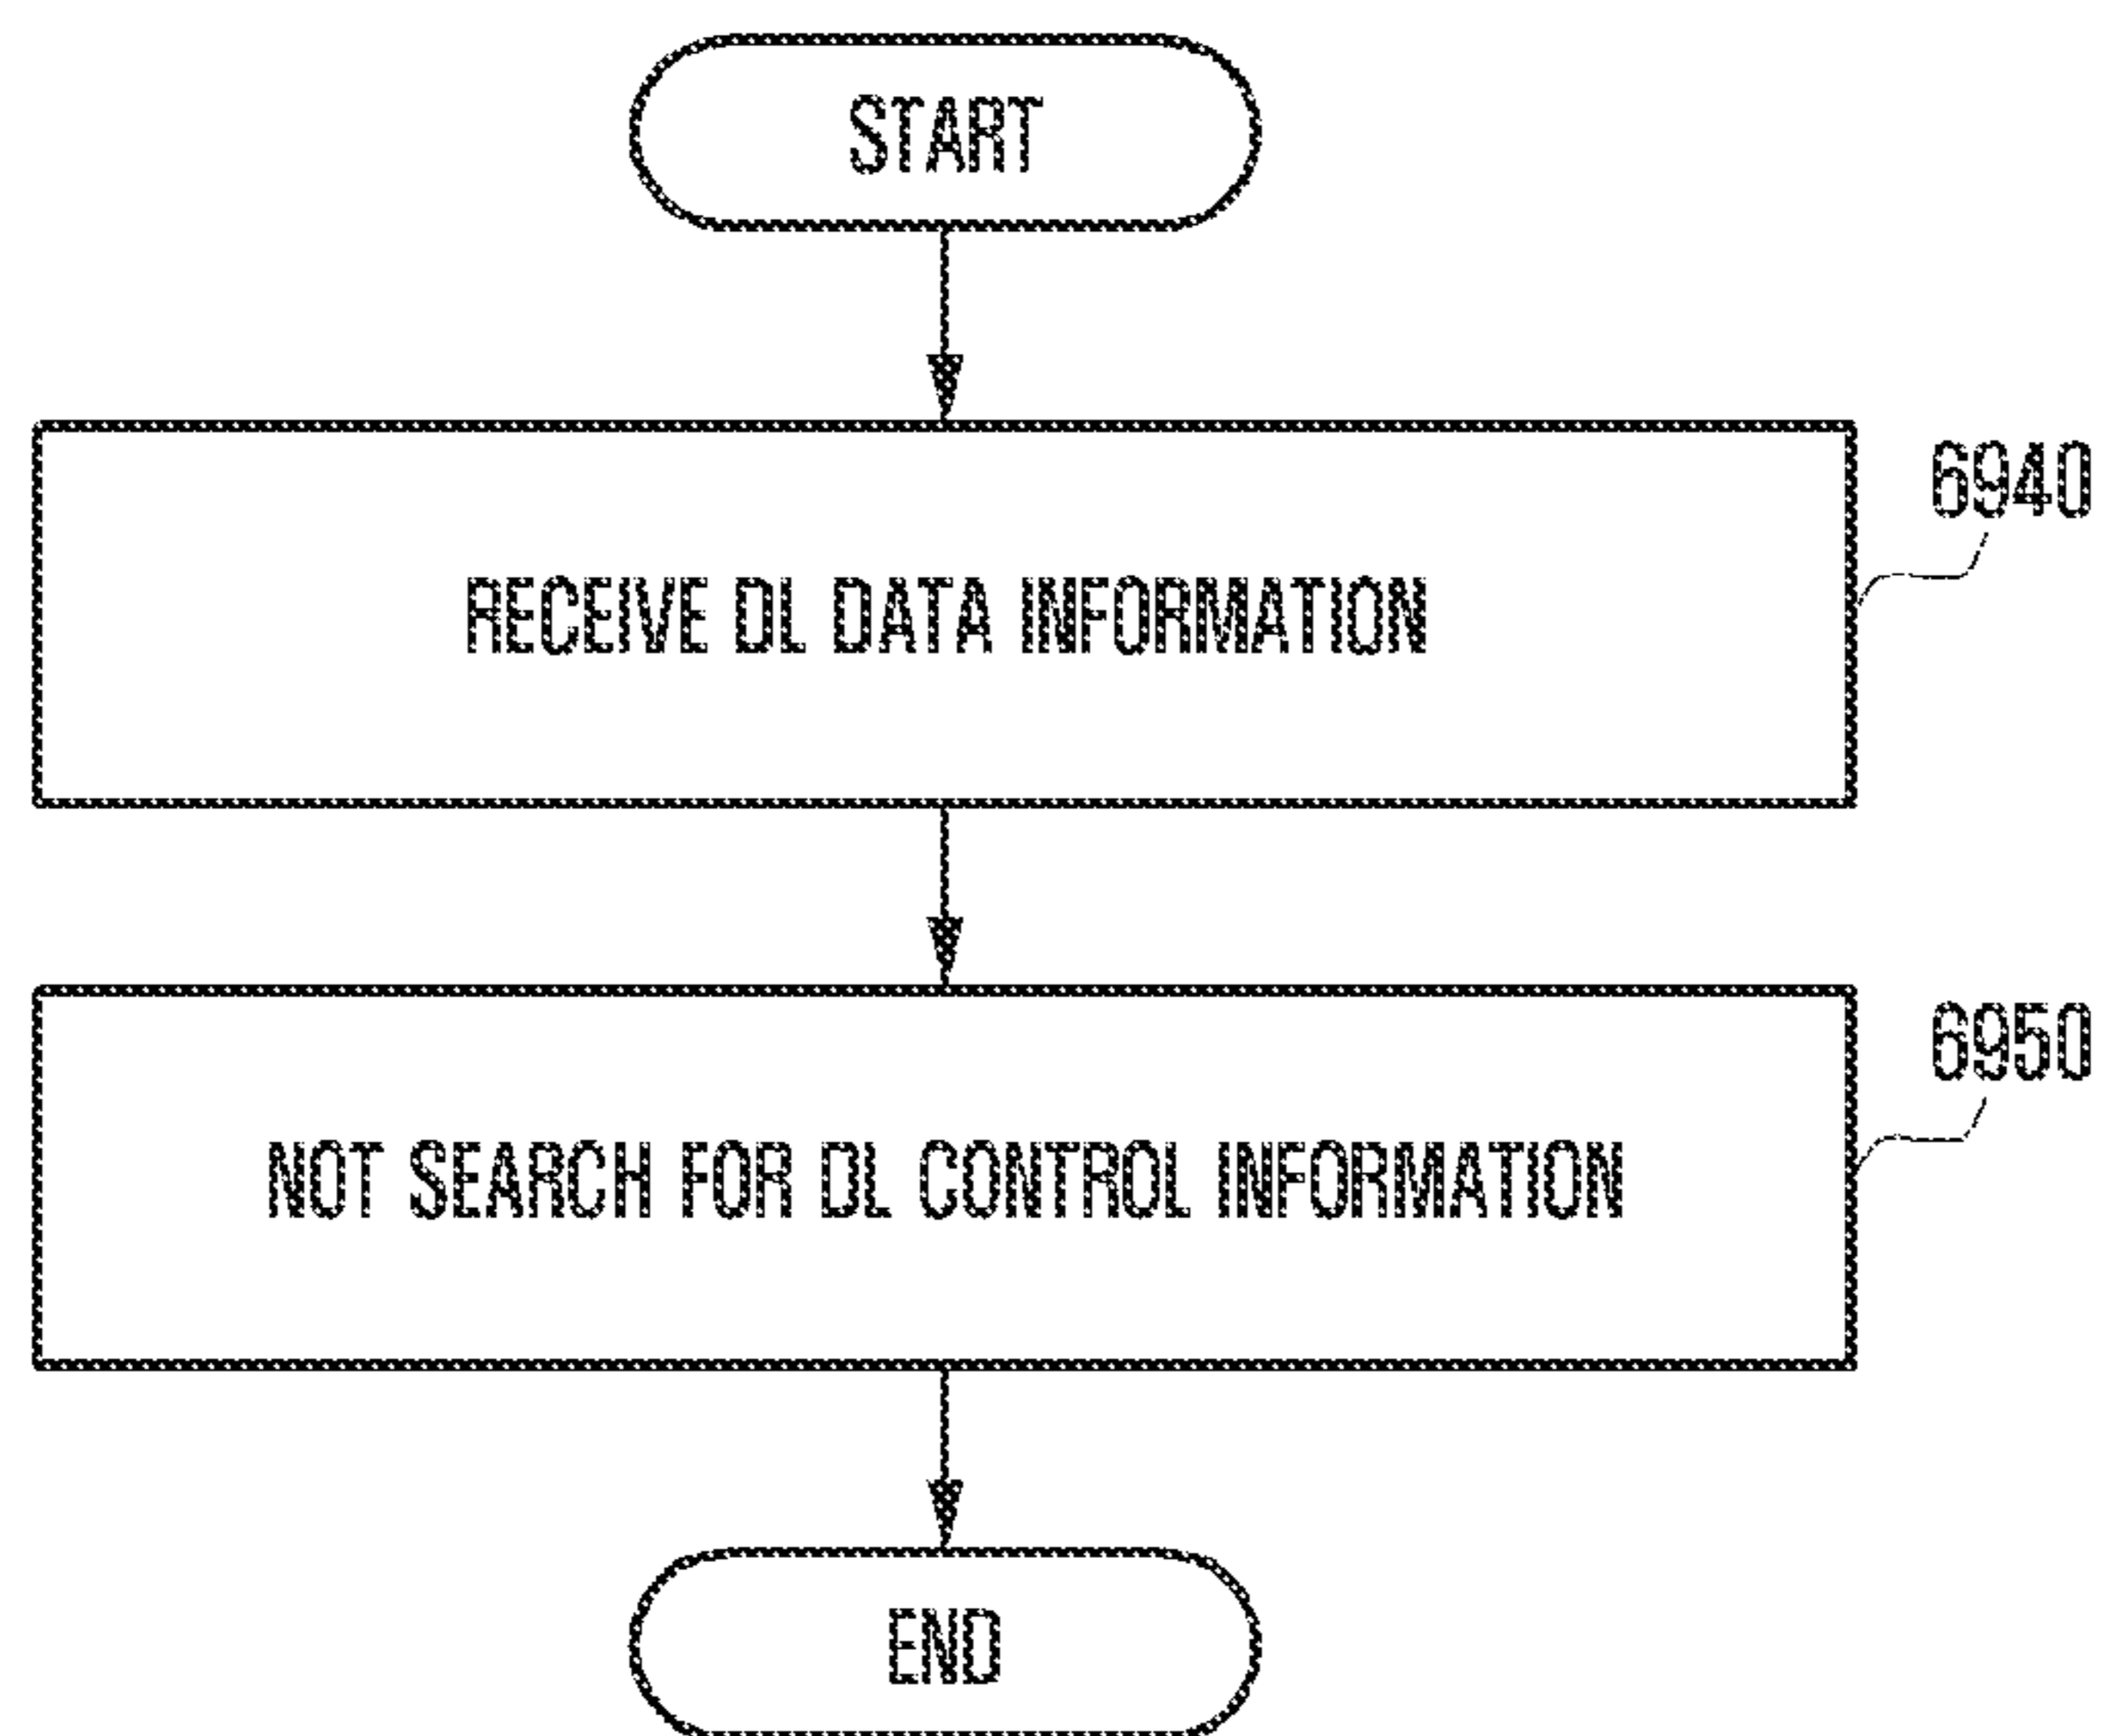 START
6940
RECEIVE DL DATA INFORMATION
6950
NOT SEARCH FOR DL CONTROL INFORMATION
END